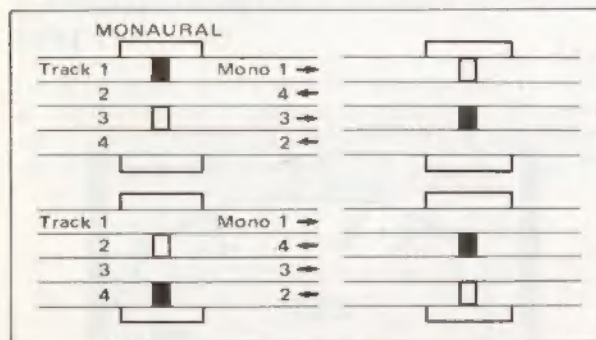 MONAURAL
Track 1 Mono 1 →
2 4 ←
3 3 →
4 2 ←
Track 1 Mono 1 →
2 4 ←
3 3 →
4 2 ←